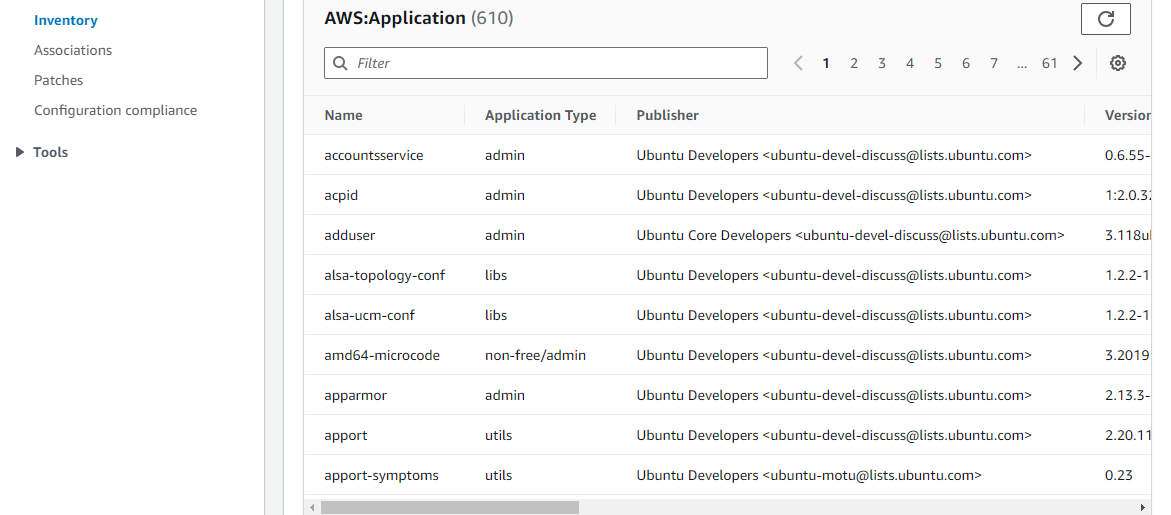 Inventory
Associations
Patches
Configuration compliance
Tools
AWS:Application (610)
Filter
1 2 3 4 5 6 7 ... 61
Name Application Type Publisher Version
accountsservice admin Ubuntu Developers <ubuntu-devel-discuss@lists.ubuntu.com> 0.6.55-
acpid admin Ubuntu Developers <ubuntu-devel-discuss@lists.ubuntu.com> 1:2.0.32
adduser admin Ubuntu Core Developers <ubuntu-devel-discuss@lists.ubuntu.com> 3.118u
alsa-topology-conf libs Ubuntu Developers <ubuntu-devel-discuss@lists.ubuntu.com> 1.2.2-1
alsa-ucm-conf libs Ubuntu Developers <ubuntu-devel-discuss@lists.ubuntu.com> 1.2.2-1
amd64-microcode non-free/admin Ubuntu Developers <ubuntu-devel-discuss@lists.ubuntu.com> 3.2019
apparmor admin Ubuntu Developers <ubuntu-devel-discuss@lists.ubuntu.com> 2.13.3-
apport utils Ubuntu Developers <ubuntu-devel-discuss@lists.ubuntu.com> 2.20.11
apport-symptoms utils Ubuntu Developers <ubuntu-motu@lists.ubuntu.com> 0.23